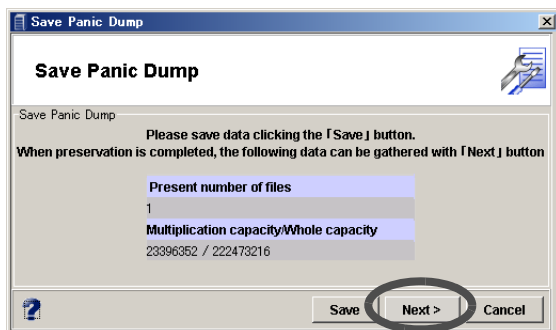 Save Panic Dump
Save Panic Dump
Save Panic Dump
Please save data clicking the「Save」button.
When preservation is completed, the following data can be gathered with「Next」button
Present number of files
1
Multiplication capacity/Whole capacity
23396352 / 222473216
Save
Next >
Cancel